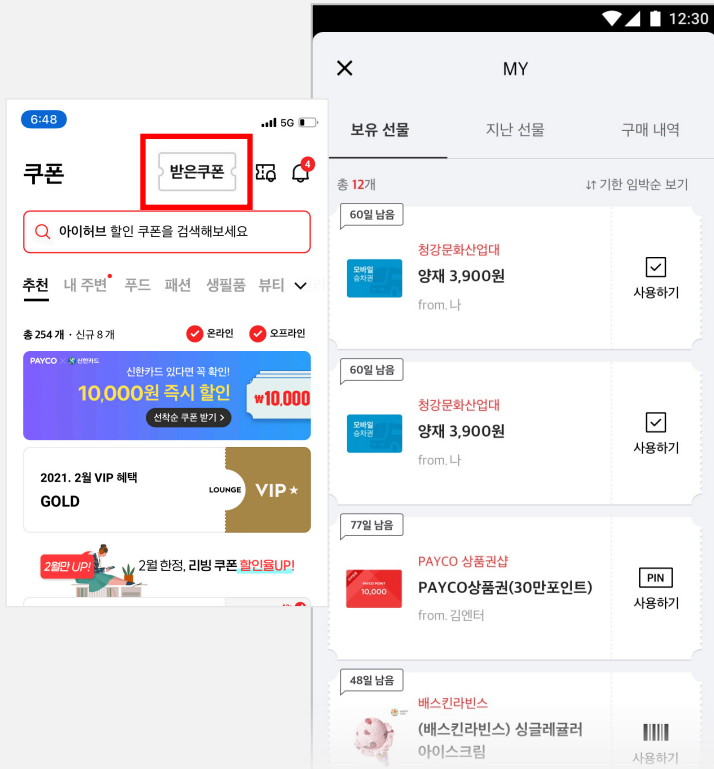 12:30
MY
보유 선물
지난 선물
구매 내역
총 12개
↓↑ 기한 임박순 보기
60일 남음
모바일
승차권
청강문화산업대
양재 3,900원
from. 나
사용하기
60일 남음
모바일
승차권
청강문화산업대
양재 3,900원
from. 나
사용하기
77일 남음
PAYCO POINT
10,000
PAYCO 상품권샵
PAYCO상품권(30만포인트)
from. 김엔터
PIN
사용하기
48일 남음
배스킨라빈스
(배스킨라빈스) 싱글레귤러
아이스크림
사용하기
6:48
5G
쿠폰
받은쿠폰
4
아이허브 할인 쿠폰을 검색해보세요
추천
내 주변
푸드
패션
생필품
뷰티
총 254 개 · 신규 8 개
온라인
오프라인
PAYCO × 신한카드
신한카드 있다면 꼭 확인!
10,000원 즉시 할인
선착순 쿠폰 받기 >
₩10,000
2021. 2월 VIP 혜택
GOLD
LOUNGE
VIP★
2월만 UP!
2월 한정, 리빙 쿠폰 할인율UP!